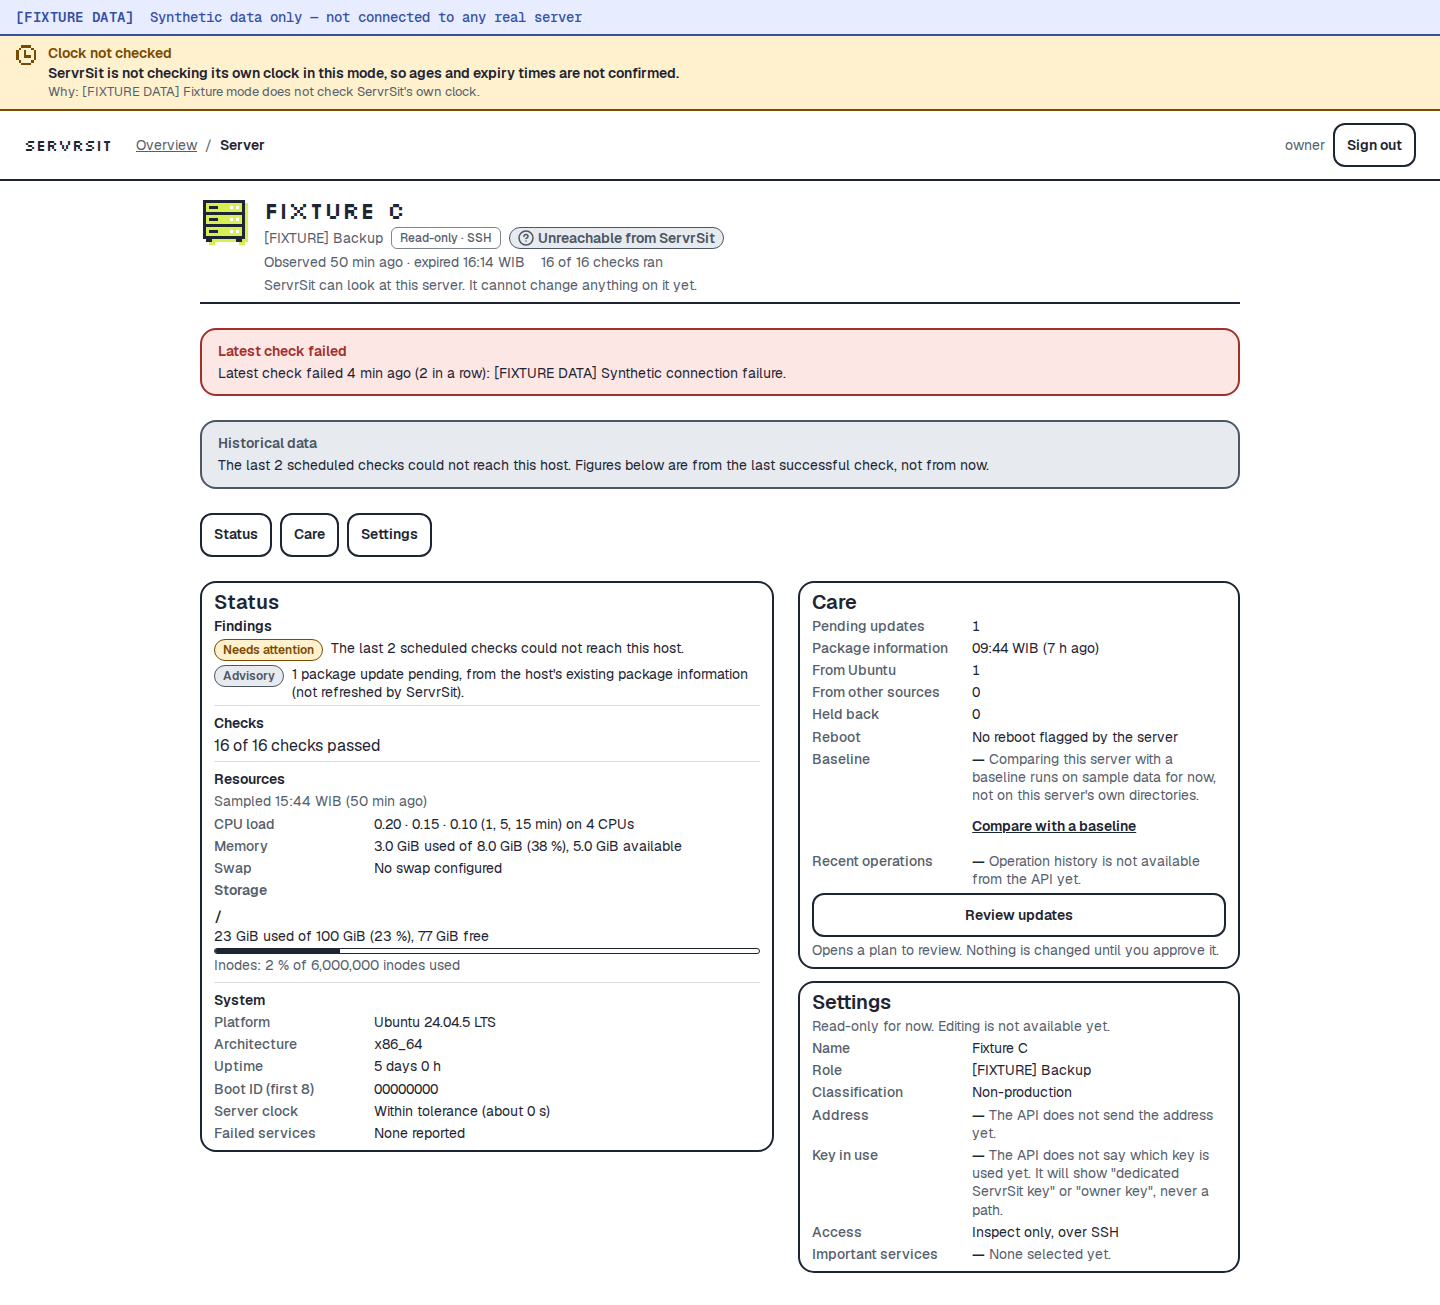 [FIXTURE DATA] Synthetic data only — not connected to any real server
Clock not checked
ServrSit is not checking its own clock in this mode, so ages and expiry times are not confirmed.
Why: [FIXTURE DATA] Fixture mode does not check ServrSit's own clock.
SERVRSIT
Overview / Server
owner
Sign out
FIXTURE C
[FIXTURE] Backup
Read-only · SSH
Unreachable from ServrSit
Observed 50 min ago · expired 16:14 WIB
16 of 16 checks ran
ServrSit can look at this server. It cannot change anything on it yet.
Latest check failed
Latest check failed 4 min ago (2 in a row): [FIXTURE DATA] Synthetic connection failure.
Historical data
The last 2 scheduled checks could not reach this host. Figures below are from the last successful check, not from now.
Status
Care
Settings
Status
Findings
Needs attention
The last 2 scheduled checks could not reach this host.
Advisory
1 package update pending, from the host's existing package information
(not refreshed by ServrSit).
Checks
16 of 16 checks passed
Resources
Sampled 15:44 WIB (50 min ago)
CPU load 0.20 · 0.15 · 0.10 (1, 5, 15 min) on 4 CPUs
Memory 3.0 GiB used of 8.0 GiB (38 %), 5.0 GiB available
Swap No swap configured
Storage
/
23 GiB used of 100 GiB (23 %), 77 GiB free
Inodes: 2 % of 6,000,000 inodes used
System
Platform Ubuntu 24.04.5 LTS
Architecture x86_64
Uptime 5 days 0 h
Boot ID (first 8) 00000000
Server clock Within tolerance (about 0 s)
Failed services None reported
Care
Pending updates 1
Package information 09:44 WIB (7 h ago)
From Ubuntu 1
From other sources 0
Held back 0
Reboot No reboot flagged by the server
Baseline — Comparing this server with a
baseline runs on sample data for now,
not on this server's own directories.
Compare with a baseline
Recent operations — Operation history is not available
from the API yet.
Review updates
Opens a plan to review. Nothing is changed until you approve it.
Settings
Read-only for now. Editing is not available yet.
Name Fixture C
Role [FIXTURE] Backup
Classification Non-production
Address — The API does not send the address
yet.
Key in use — The API does not say which key is
used yet. It will show "dedicated
ServrSit key" or "owner key", never a
path.
Access Inspect only, over SSH
Important services — None selected yet.